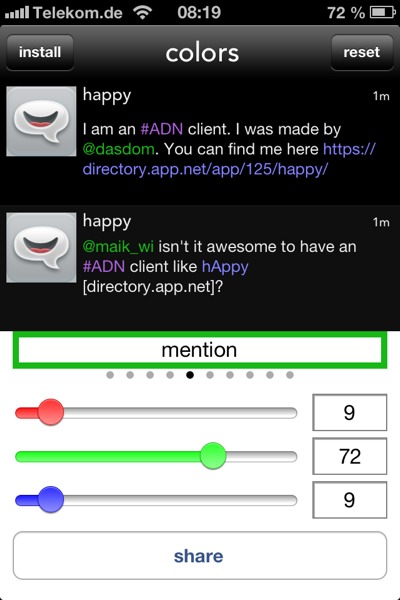 Telekom.de 08:19 72 %
install colors reset
happy 1m
I am an #ADN client. I was made by
@dasdom. You can find me here https://
directory.app.net/app/125/happy/
happy 1m
@maik_wi isn't it awesome to have an
#ADN client like hAppy
[directory.app.net]?
mention
9
72
9
share